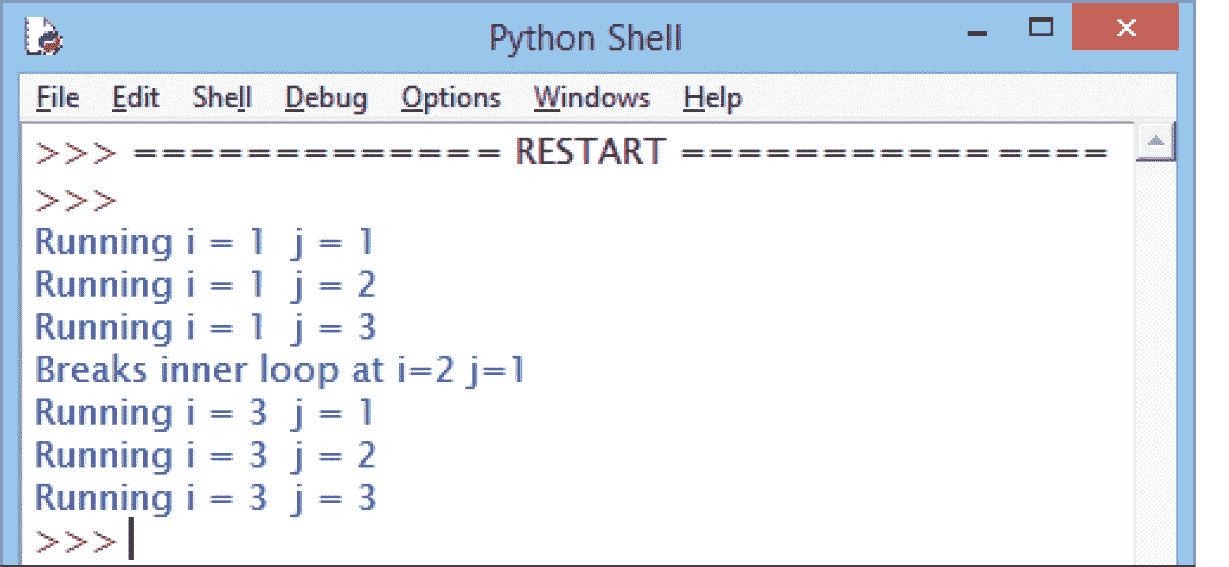 Python Shell
File Edit Shell Debug Options Windows Help
>>> ============= RESTART ===============
>>>
Running i = 1 j = 1
Running i = 1 j = 2
Running i = 1 j = 3
Breaks inner loop at i=2 j=1
Running i = 3 j = 1
Running i = 3 j = 2
Running i = 3 j = 3
>>>